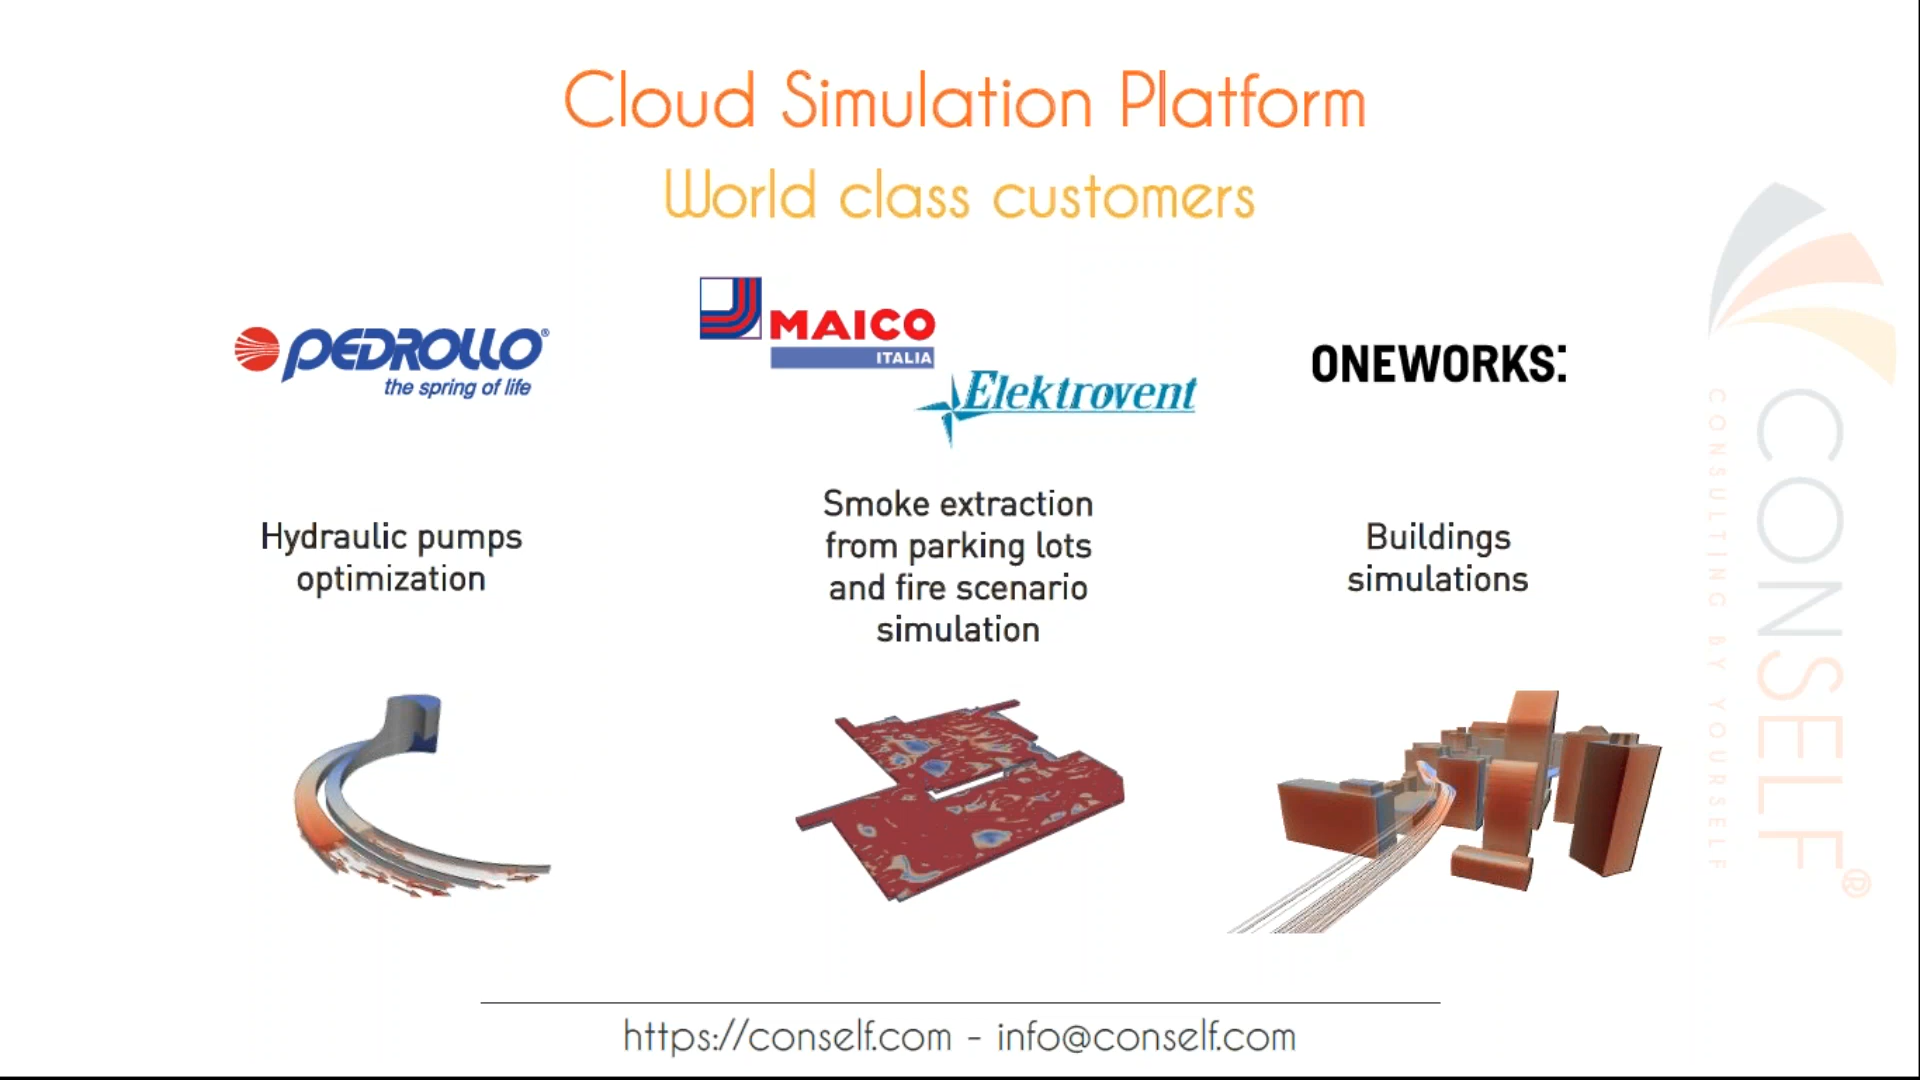 Cloud Simulation Platform
World class customers
PEDROLLO®
the spring of life
MAICO
ITALIA
Elektrovent
ONEWORKS:
Hydraulic pumps
optimization
Smoke extraction
from parking lots
and fire scenario
simulation
Buildings
simulations
CONSELF®
CONSULTING BY YOURSELF
https://conself.com - info@conself.com